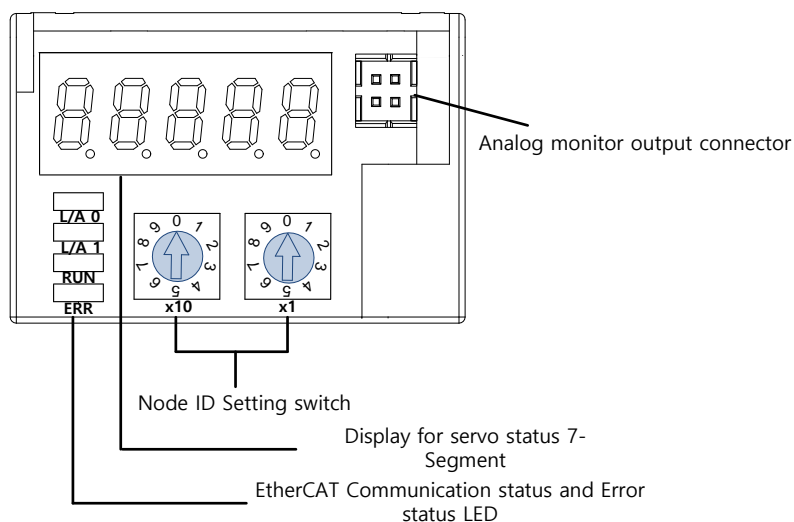 Analog monitor output connector
L/A 0
L/A 1
RUN
ERR
0 1 2 3 4 5 6 7 8 9
x10
0 1 2 3 4 5 6 7 8 9
x1
Node ID Setting switch
Display for servo status 7-
Segment
EtherCAT Communication status and Error
status LED